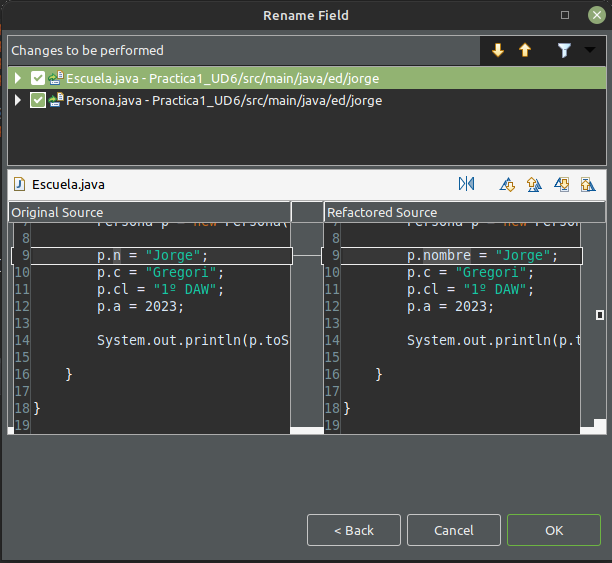 Rename Field
Changes to be performed
Escuela.java - Practica1_UD6/src/main/java/ed/jorge
Persona.java - Practica1_UD6/src/main/java/ed/jorge
Escuela.java
Original Source
7 Persona p = new Persona(
8
9 p.n = "Jorge";
10 p.c = "Gregori";
11 p.cl = "1º DAW";
12 p.a = 2023;
13
14 System.out.println(p.toS
15
16 }
17
18 }
19
Refactored Source
7 Persona p = new Person
8
9 p.nombre = "Jorge";
10 p.c = "Gregori";
11 p.cl = "1º DAW";
12 p.a = 2023;
13
14 System.out.println(p.t
15
16 }
17
18 }
19
< Back
Cancel
OK